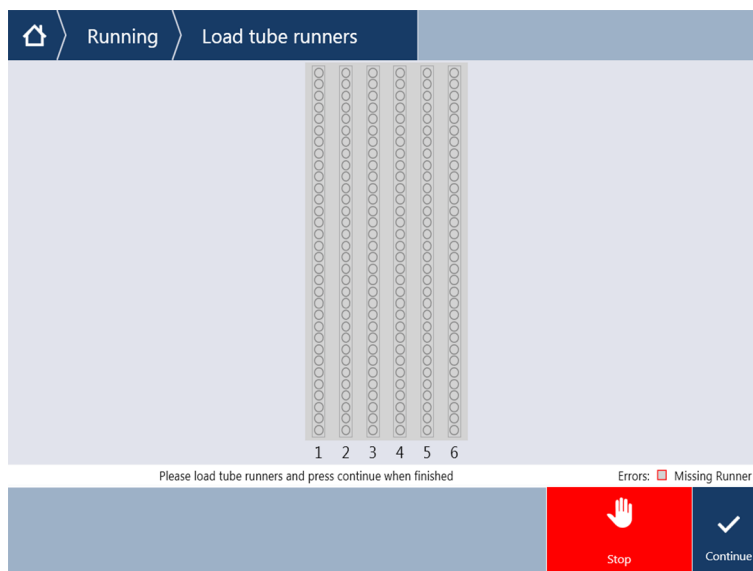 Running Load tube runners
1 2 3 4 5 6
Please load tube runners and press continue when finished Errors: Missing Runner
Stop Continue